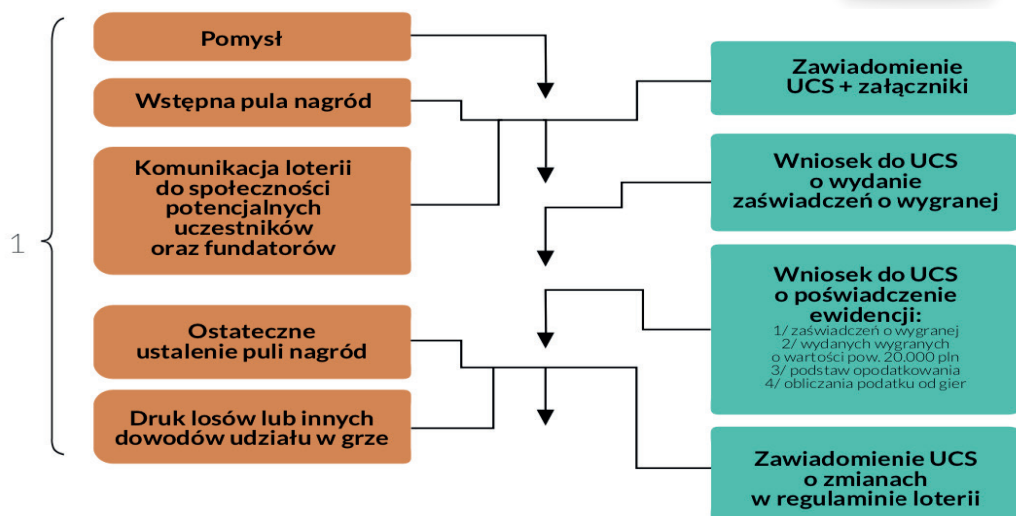 1
Pomysł
Wstępna pula nagród
Komunikacja loterii
do społeczności
potencjalnych
uczestników
oraz fundatorów
Ostateczne
ustalenie puli nagród
Druk losów lub innych
dowodów udziału w grze
Zawiadomienie
UCS + załączniki
Wniosek do UCS
o wydanie
zaświadczeń o wygranej
Wniosek do UCS
o poświadczenie
ewidencji:
1/ zaświadczeń o wygranej
2/ wydanych wygranych
o wartości pow. 20.000 pln
3/ podstaw opodatkowania
4/ obliczania podatku od gier
Zawiadomienie UCS
o zmianach
w regulaminie loterii